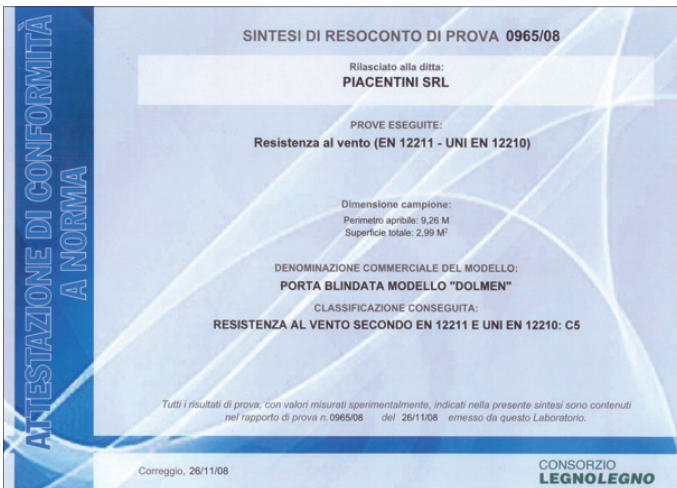 ATTESTAZIONE DI CONFORMITÀ
A NORMA
SINTESI DI RESOCONTO DI PROVA 0965/08
Rilasciato alla ditta:
PIACENTINI SRL
PROVE ESEGUITE:
Resistenza al vento (EN 12211 - UNI EN 12210)
Dimensione campione:
Perimetro apribile: 9,26 M
Superficie totale: 2,99 M²
DENOMINAZIONE COMMERCIALE DEL MODELLO:
PORTA BLINDATA MODELLO "DOLMEN"
CLASSIFICAZIONE CONSEGUITA:
RESISTENZA AL VENTO SECONDO EN 12211 E UNI EN 12210: C5
Tutti i risultati di prova, con valori misurati sperimentalmente, indicati nella presente sintesi sono contenuti
nel rapporto di prova n. 0965/08 del 26/11/08 emesso da questo Laboratorio.
Correggio, 26/11/08
CONSORZIO
LEGNOLEGNO